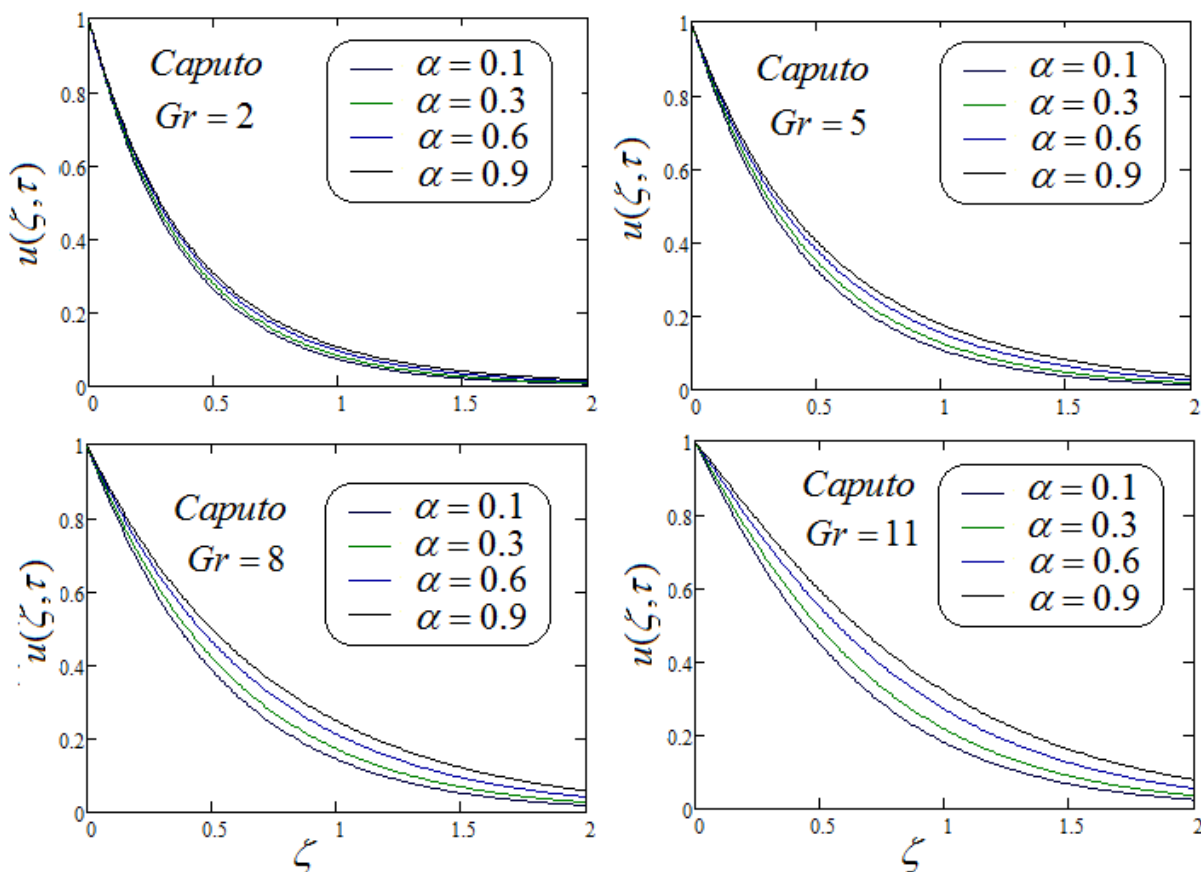 u(ζ,τ)
1
0.8
0.6
0.4
0.2
0
0 0.5 1 1.5 2
Caputo
Gr = 2
α = 0.1
α = 0.3
α = 0.6
α = 0.9
u(ζ,τ)
1
0.8
0.6
0.4
0.2
0
0 0.5 1 1.5 2
Caputo
Gr = 5
α = 0.1
α = 0.3
α = 0.6
α = 0.9
u(ζ,τ)
1
0.8
0.6
0.4
0.2
0
0 0.5 1 1.5 2
ζ
Caputo
Gr = 8
α = 0.1
α = 0.3
α = 0.6
α = 0.9
u(ζ,τ)
1
0.8
0.6
0.4
0.2
0
0 0.5 1 1.5 2
ζ
Caputo
Gr = 11
α = 0.1
α = 0.3
α = 0.6
α = 0.9